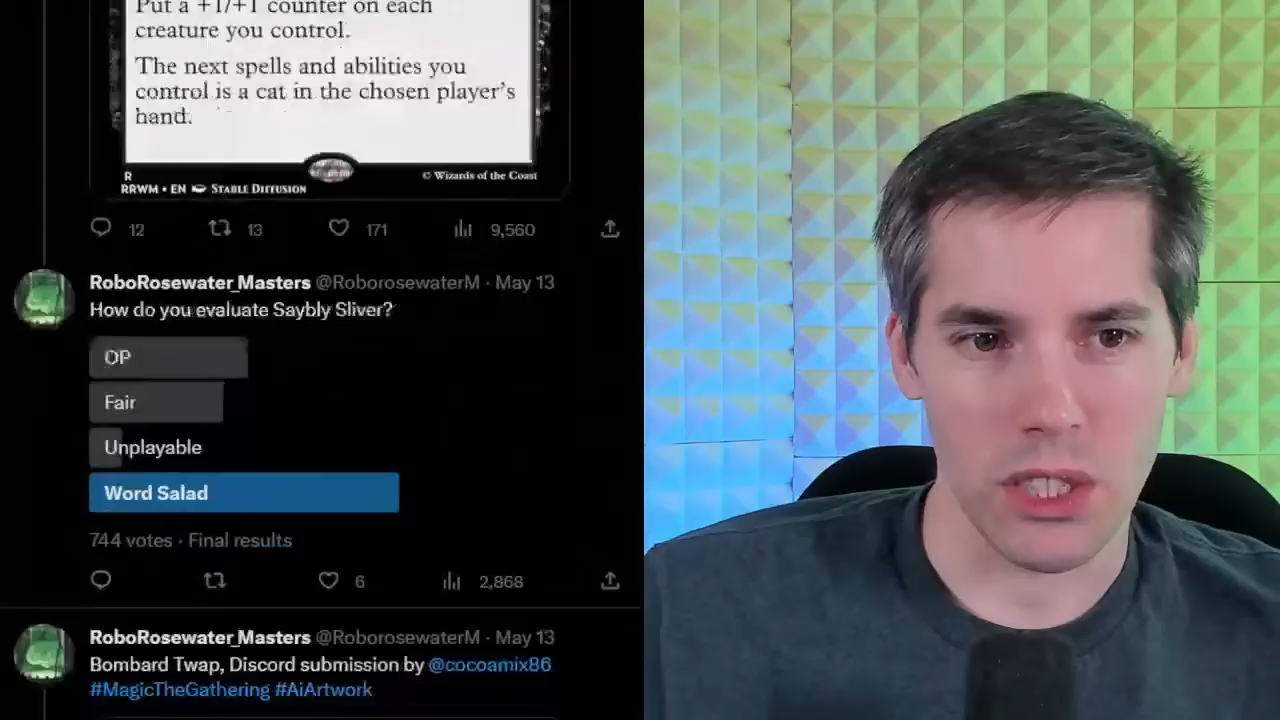 Put a +1/+1 counter on each
creature you control.
The next spells and abilities you
control is a cat in the chosen player's
hand.
R
RRWM • EN STABLE DIFFUSION
© Wizards of the Coast
12 13 171 9,560
RoboRosewater_Masters @RoborosewaterM · May 13
How do you evaluate Saybly Sliver?
OP
Fair
Unplayable
Word Salad
744 votes · Final results
6 2,868
RoboRosewater_Masters @RoborosewaterM · May 13
Bombard Twap, Discord submission by @cocoamix86
#MagicTheGathering #AiArtwork